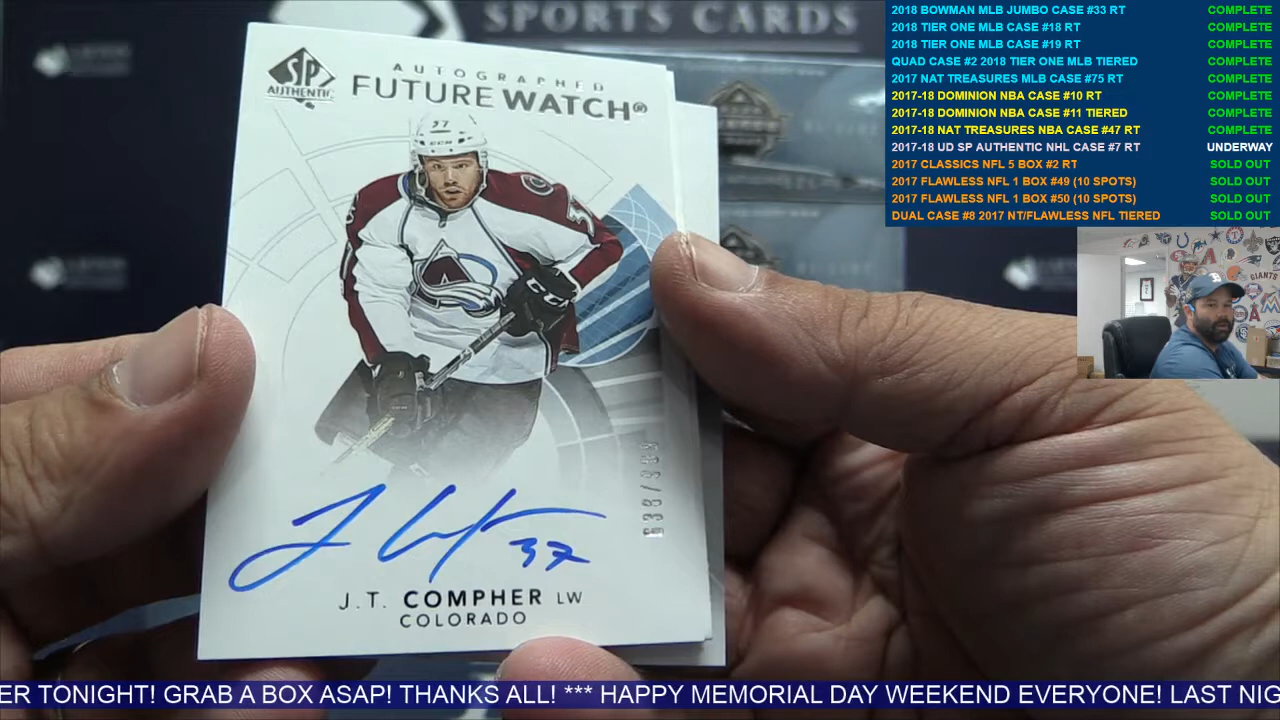 SPORTS CARDS
SP
AUTHENTIC
AUTOGRAPHED
FUTURE WATCH®
37
37
J.T. COMPHER LW
COLORADO
2018 BOWMAN MLB JUMBO CASE #33 RT COMPLETE
2018 TIER ONE MLB CASE #18 RT COMPLETE
2018 TIER ONE MLB CASE #19 RT COMPLETE
QUAD CASE #2 2018 TIER ONE MLB TIERED COMPLETE
2017 NAT TREASURES MLB CASE #75 RT COMPLETE
2017-18 DOMINION NBA CASE #10 RT COMPLETE
2017-18 DOMINION NBA CASE #11 TIERED COMPLETE
2017-18 NAT TREASURES NBA CASE #47 RT COMPLETE
2017-18 UD SP AUTHENTIC NHL CASE #7 RT UNDERWAY
2017 CLASSICS NFL 5 BOX #2 RT SOLD OUT
2017 FLAWLESS NFL 1 BOX #49 (10 SPOTS) SOLD OUT
2017 FLAWLESS NFL 1 BOX #50 (10 SPOTS) SOLD OUT
DUAL CASE #8 2017 NT/FLAWLESS NFL TIERED SOLD OUT
GIANTS
ER TONIGHT! GRAB A BOX ASAP! THANKS ALL! *** HAPPY MEMORIAL DAY WEEKEND EVERYONE! LAST NIG